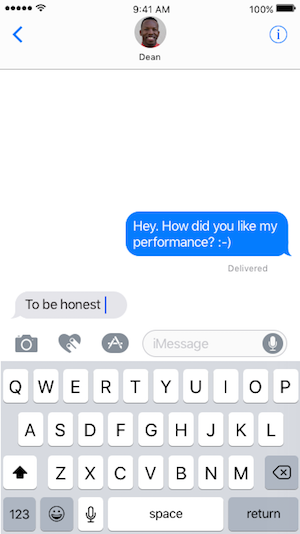 9:41 AM
100%
Dean
Hey. How did you like my
performance? :-)
Delivered
To be honest
iMessage
Q W E R T Y U I O P
A S D F G H J K L
Z X C V B N M
123 space return